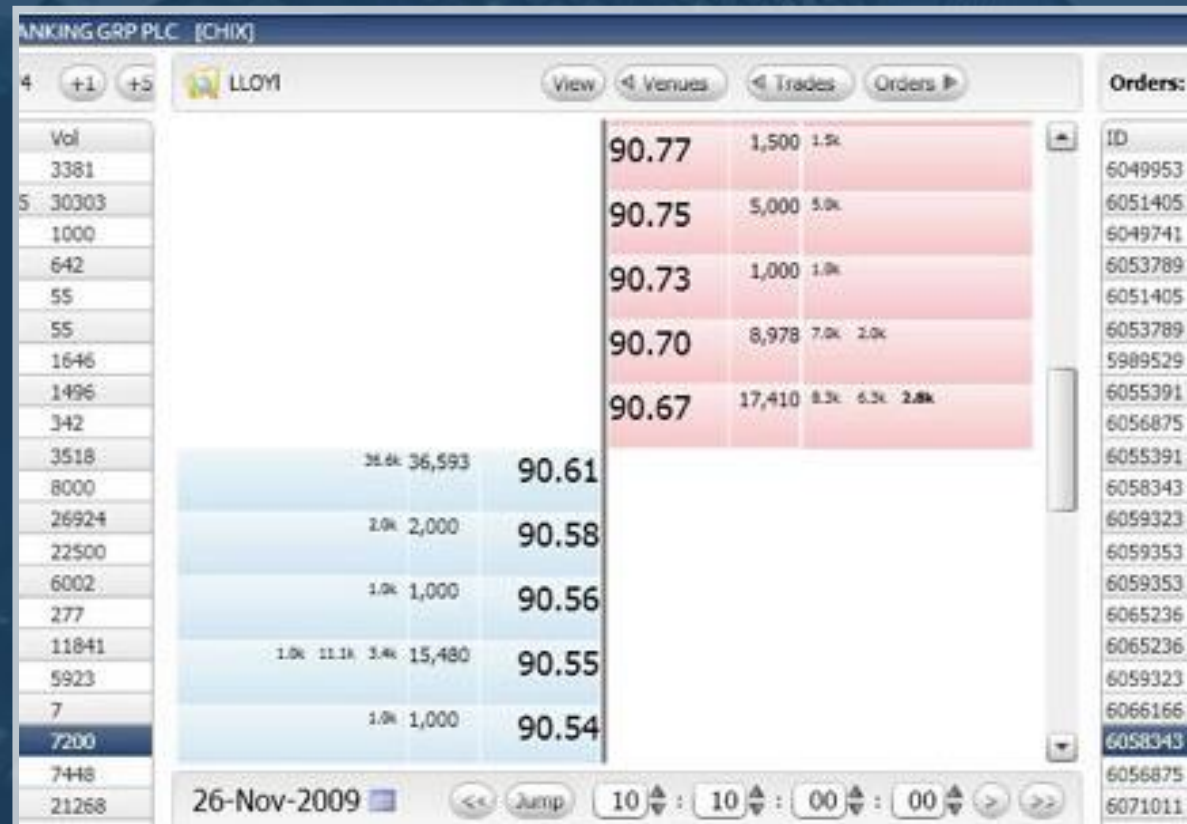 ANKING GRP PLC [CHIX]
4 +1 +5 LLOYl View Venues Trades Orders Orders:
Vol
3381
5 30303
1000
642
55
55
1646
1496
342
3518
8000
26924
22500
6002
277
11841
5923
7
7200
7448
21268
90.77 1,500 1.5k
90.75 5,000 5.0k
90.73 1,000 1.0k
90.70 8,978 7.0k 2.0k
90.67 17,410 8.3k 6.3k 2.8k
36.6k 36,593 90.61
2.0k 2,000 90.58
1.0k 1,000 90.56
1.0k 11.1k 3.4k 15,480 90.55
1.0k 1,000 90.54
26-Nov-2009 << Jump 10 : 10 : 00 : 00 > >>
ID
6049953
6051405
6049741
6053789
6051405
6053789
5989529
6055391
6056875
6055391
6058343
6059323
6059353
6059353
6065236
6065236
6059323
6066166
6058343
6056875
6071011